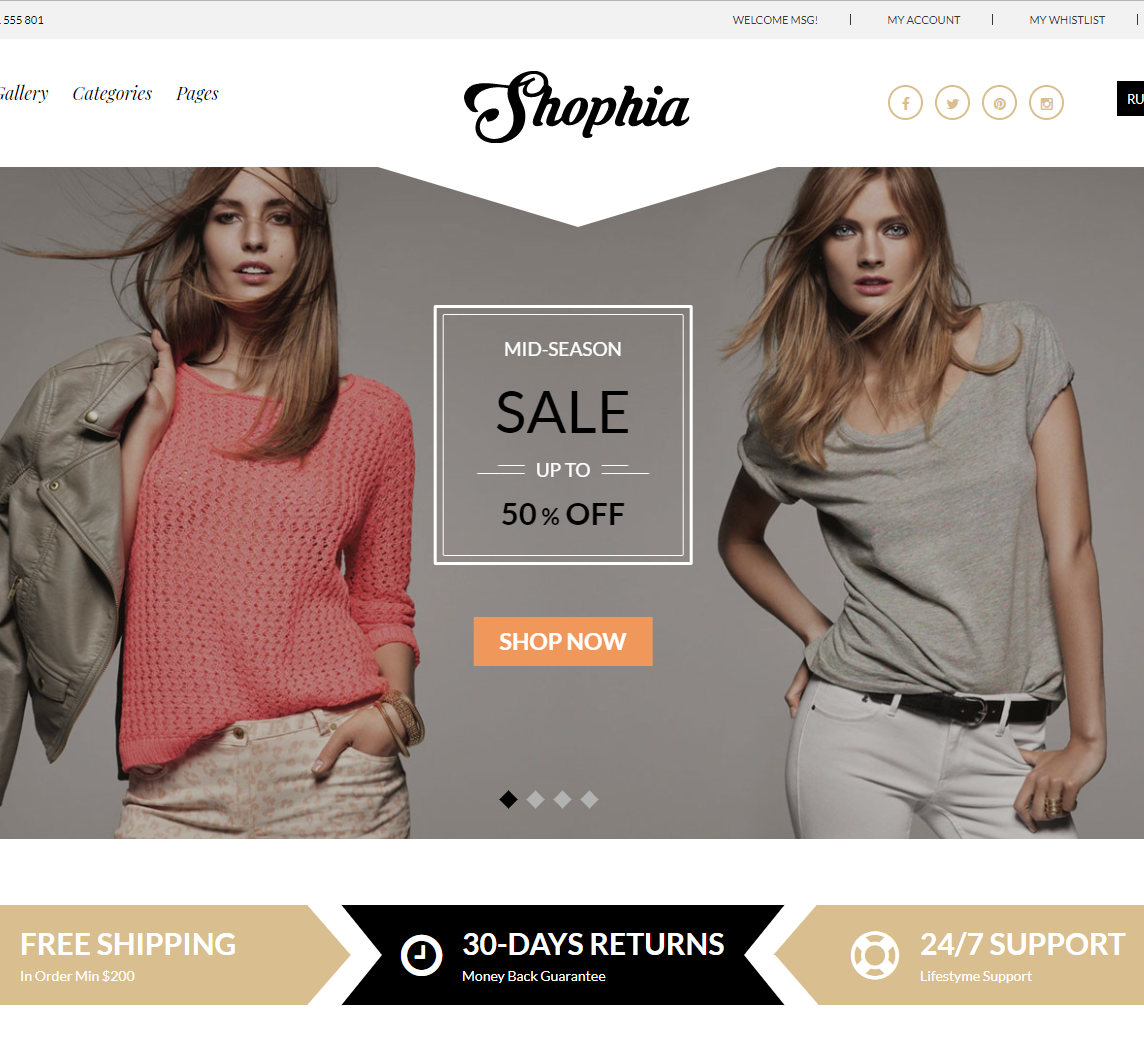 555 801
WELCOME MSG!
MY ACCOUNT
MY WHISTLIST
Gallery
Categories
Pages
Shophia
RU
MID-SEASON
SALE
UP TO
50 % OFF
SHOP NOW
FREE SHIPPING
In Order Min $200
30-DAYS RETURNS
Money Back Guarantee
24/7 SUPPORT
Lifestyme Support